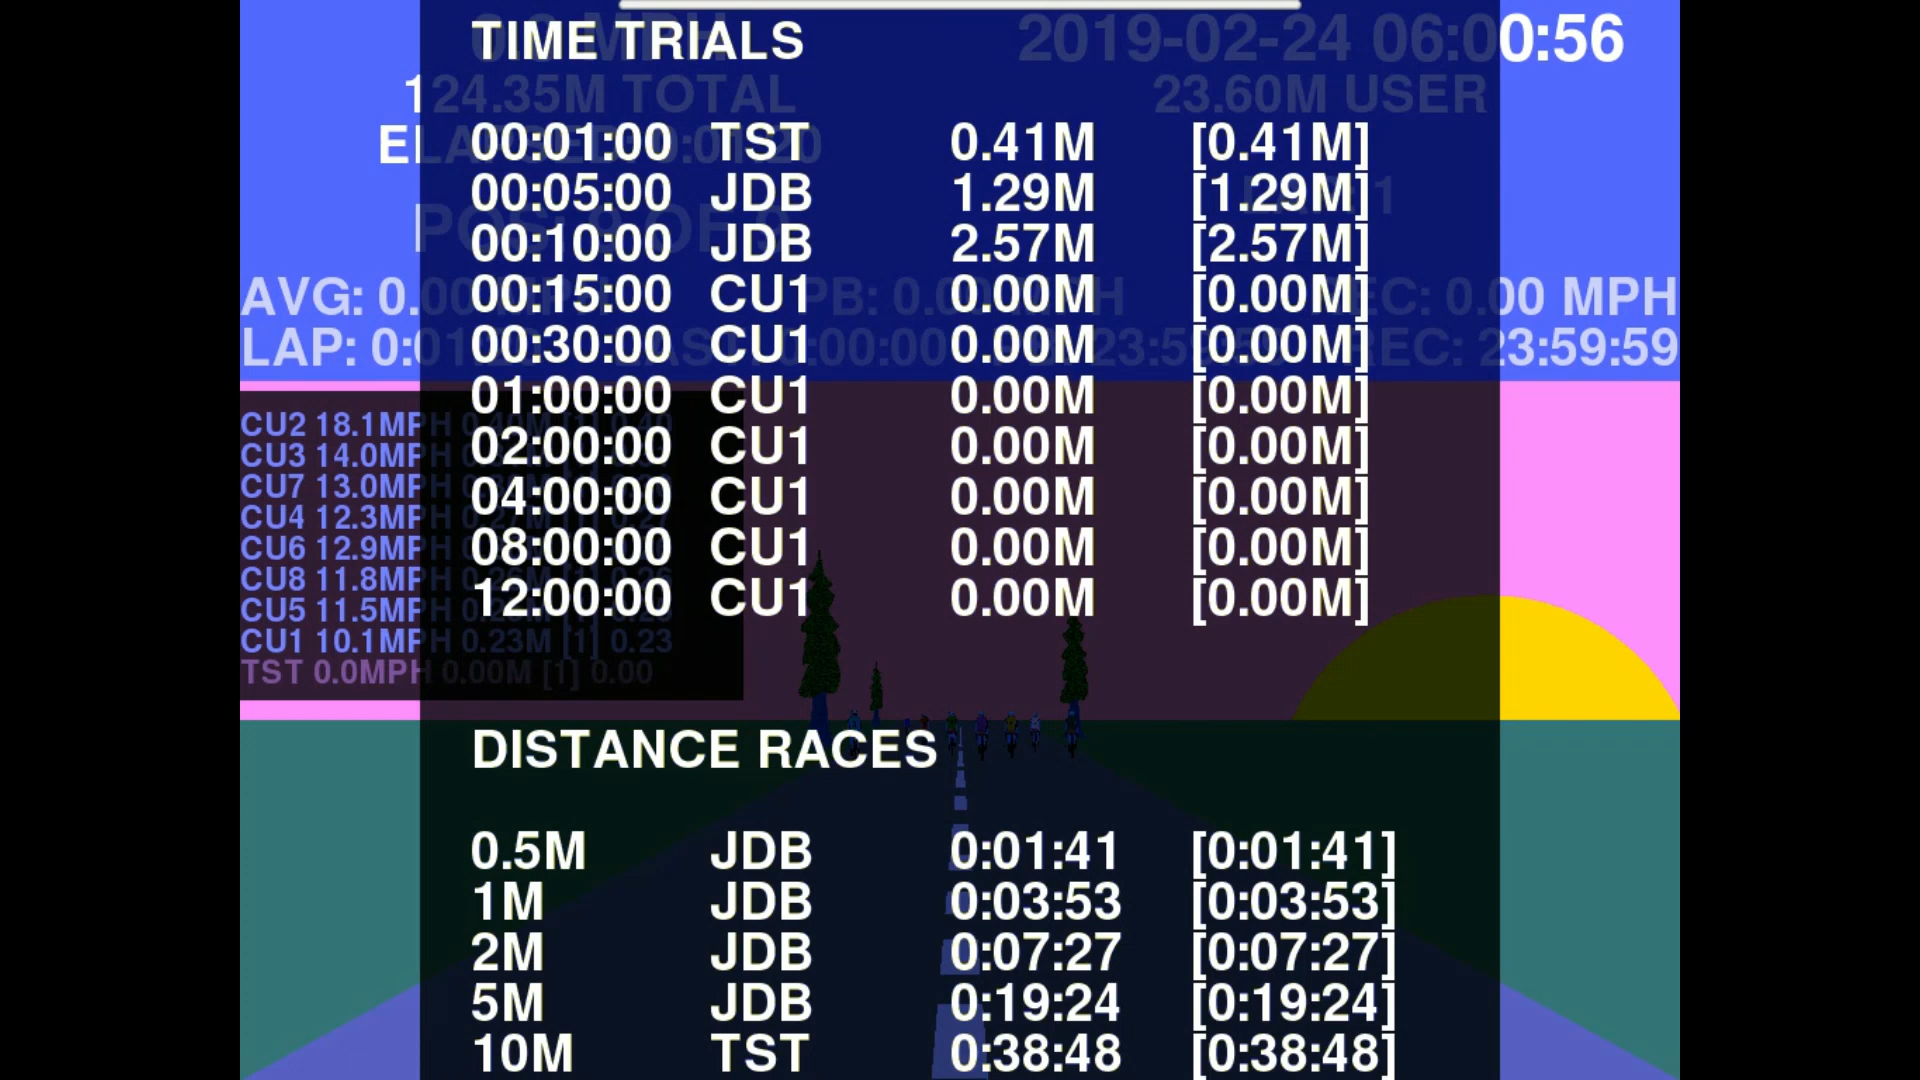 TIME TRIALS
2019-02-24 06:00:56
124.35M TOTAL 23.60M USER
00:01:00 TST 0.41M [0.41M]
00:05:00 JDB 1.29M [1.29M]
00:10:00 JDB 2.57M [2.57M]
00:15:00 CU1 0.00M [0.00M]
00:30:00 CU1 0.00M [0.00M]
01:00:00 CU1 0.00M [0.00M]
02:00:00 CU1 0.00M [0.00M]
04:00:00 CU1 0.00M [0.00M]
08:00:00 CU1 0.00M [0.00M]
12:00:00 CU1 0.00M [0.00M]
AVG: 0.00 MPH
LAP: REC: 23:59:59
CU2 18.1MPH
CU3 14.0MPH
CU7 13.0MPH
CU4 12.3MPH
CU6 12.9MPH
CU8 11.8MPH
CU5 11.5MPH
CU1 10.1MPH 0.23M [1] 0.23
TST 0.0MPH 0.00M [1] 0.00
DISTANCE RACES
0.5M JDB 0:01:41 [0:01:41]
1M JDB 0:03:53 [0:03:53]
2M JDB 0:07:27 [0:07:27]
5M JDB 0:19:24 [0:19:24]
10M TST 0:38:48 [0:38:48]